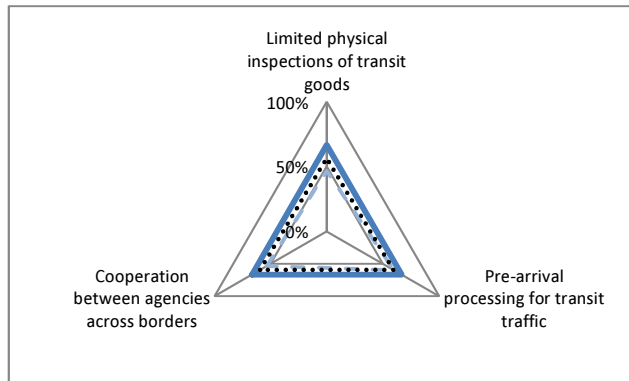 Limited physical
inspections of transit
goods
100%
50%
0%
Cooperation
between agencies
across borders
Pre-arrival
processing for transit
traffic